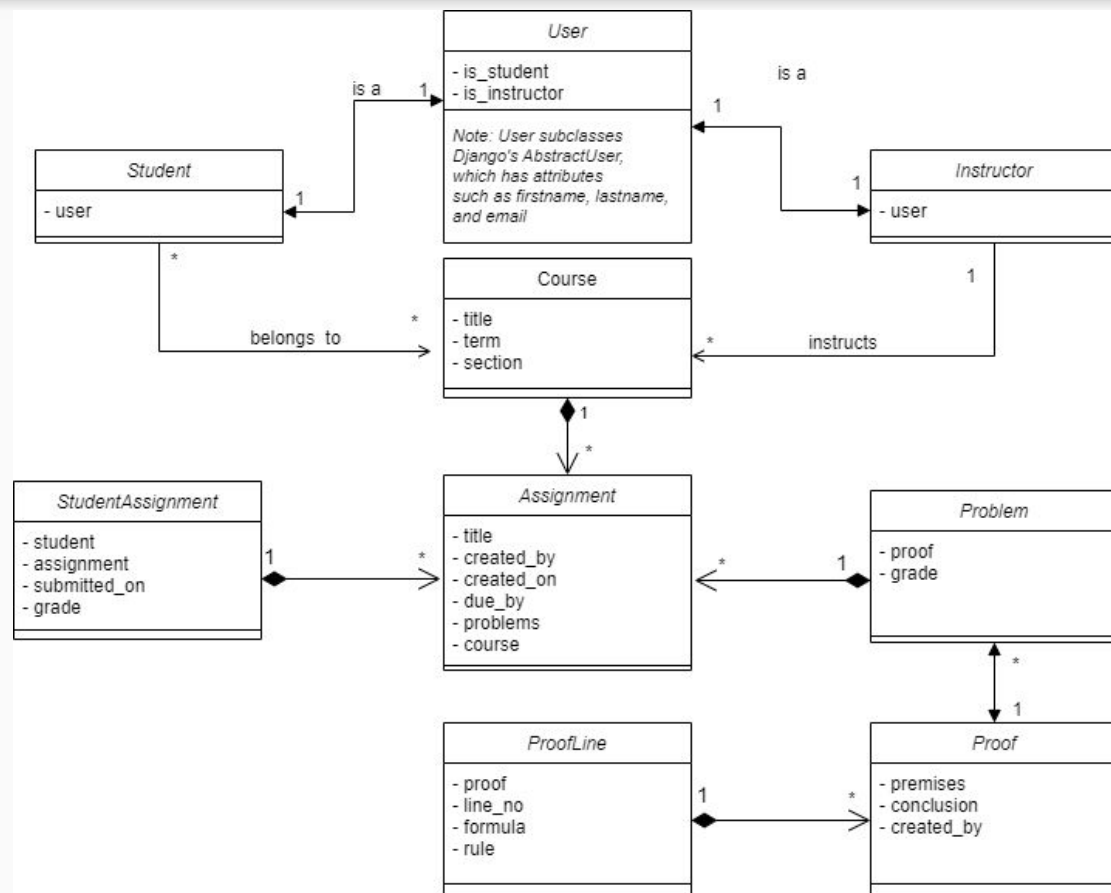 User
- is_student
- is_instructor
Note: User subclasses
Django's AbstractUser,
which has attributes
such as firstname, lastname,
and email
is a
1
is a
1
Student
- user
1
Instructor
- user
1
*
belongs to
*
1
instructs
*
Course
- title
- term
- section
1
*
StudentAssignment
- student
- assignment
- submitted_on
- grade
1
*
Assignment
- title
- created_by
- created_on
- due_by
- problems
- course
*
1
Problem
- proof
- grade
*
1
ProofLine
- proof
- line_no
- formula
- rule
1
*
Proof
- premises
- conclusion
- created_by